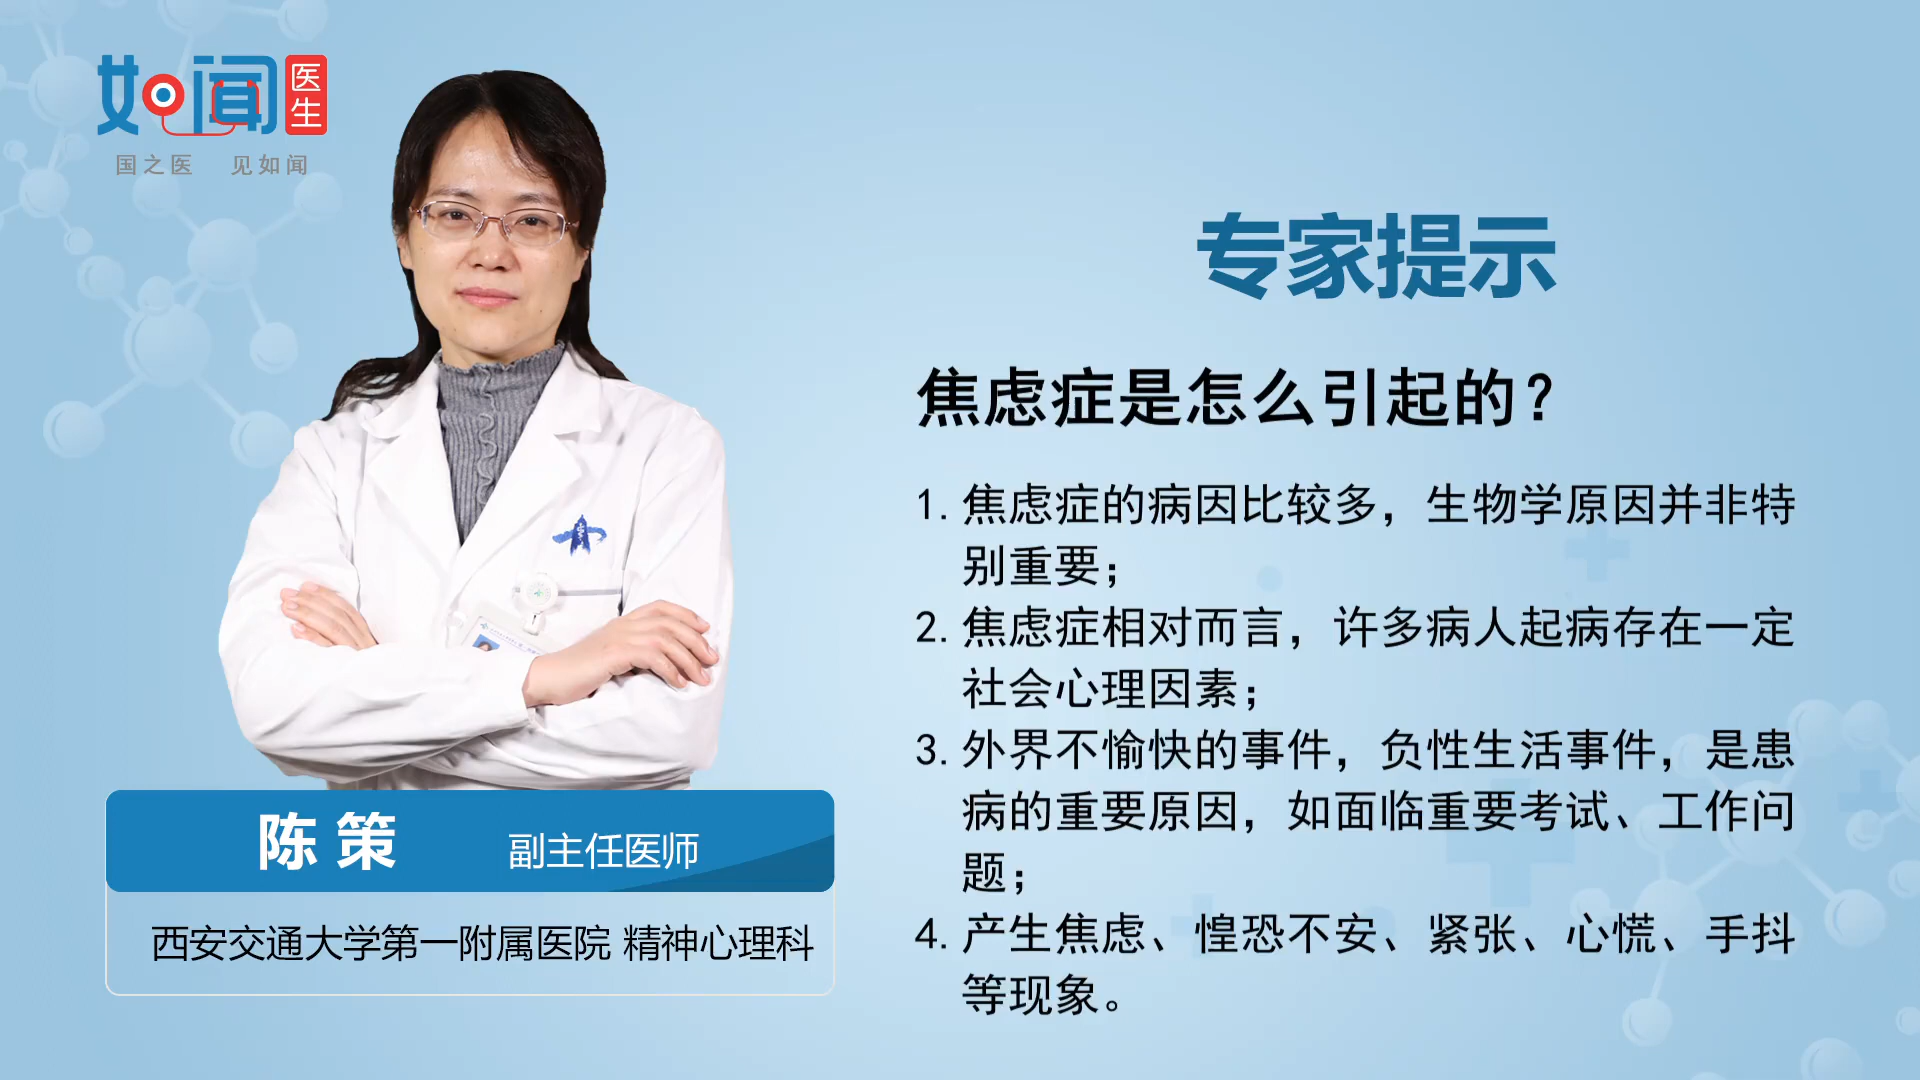 如闻医生
国之医 见如闻
专家提示
焦虑症是怎么引起的？
1. 焦虑症的病因比较多，生物学原因并非特
别重要；
2. 焦虑症相对而言，许多病人起病存在一定
社会心理因素；
3. 外界不愉快的事件，负性生活事件，是患
病的重要原因，如面临重要考试、工作问
题；
4. 产生焦虑、惶恐不安、紧张、心慌、手抖
等现象。
陈策 副主任医师
西安交通大学第一附属医院 精神心理科